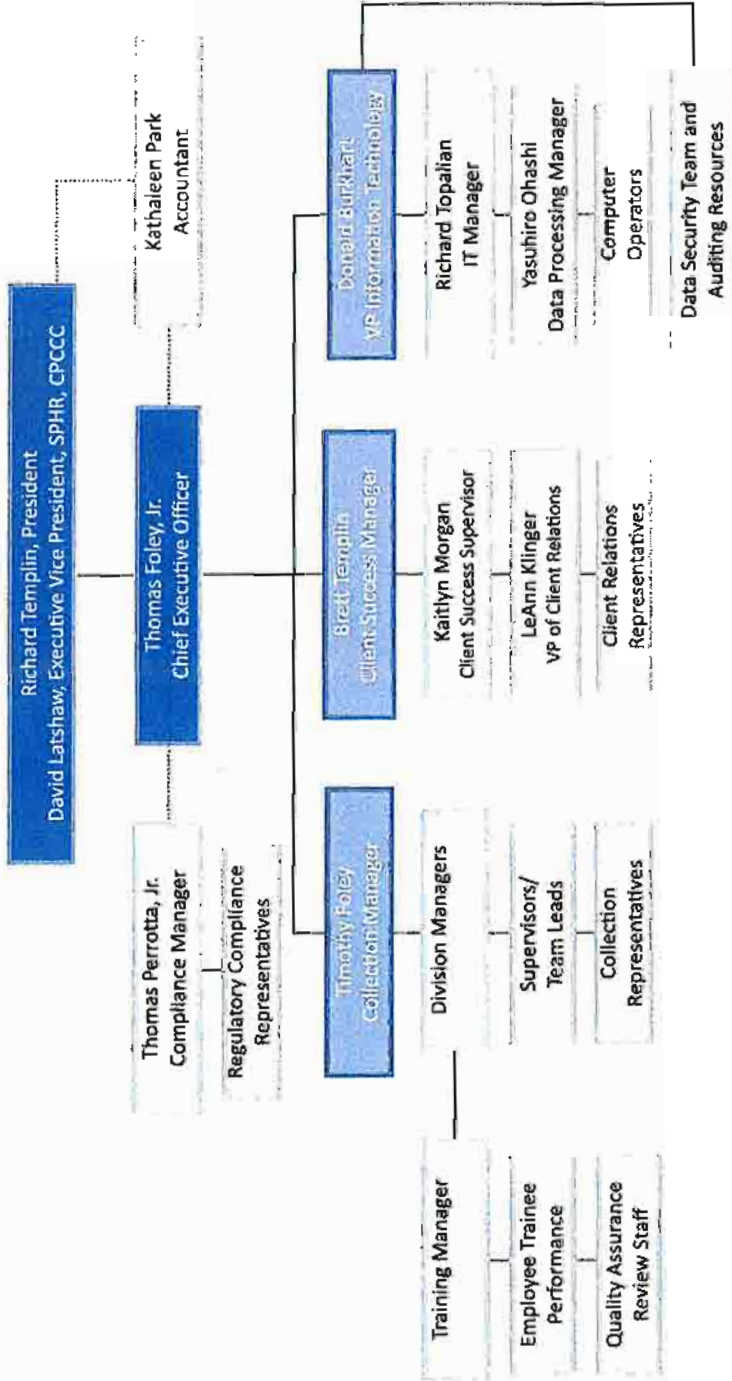 Richard Templin, President
David Latshaw, Executive Vice President, SPHR, CPCCC
Thomas Foley, Jr.
Chief Executive Officer
Kathaleen Park
Accountant
Thomas Perrotta, Jr.
Compliance Manager
Regulatory Compliance
Representatives
Timothy Foley
Collection Manager
Brett Templin
Client Success Manager
Donald Burkhart
VP Information Technology
Training Manager
Division Managers
Kaitlyn Morgan
Client Success Supervisor
Richard Topalian
IT Manager
Employee Trainee
Performance
Supervisors/
Team Leads
LeAnn Klinger
VP of Client Relations
Yasuhiro Ohashi
Data Processing Manager
Quality Assurance
Review Staff
Collection
Representatives
Client Relations
Representatives
Computer
Operators
Data Security Team and
Auditing Resources